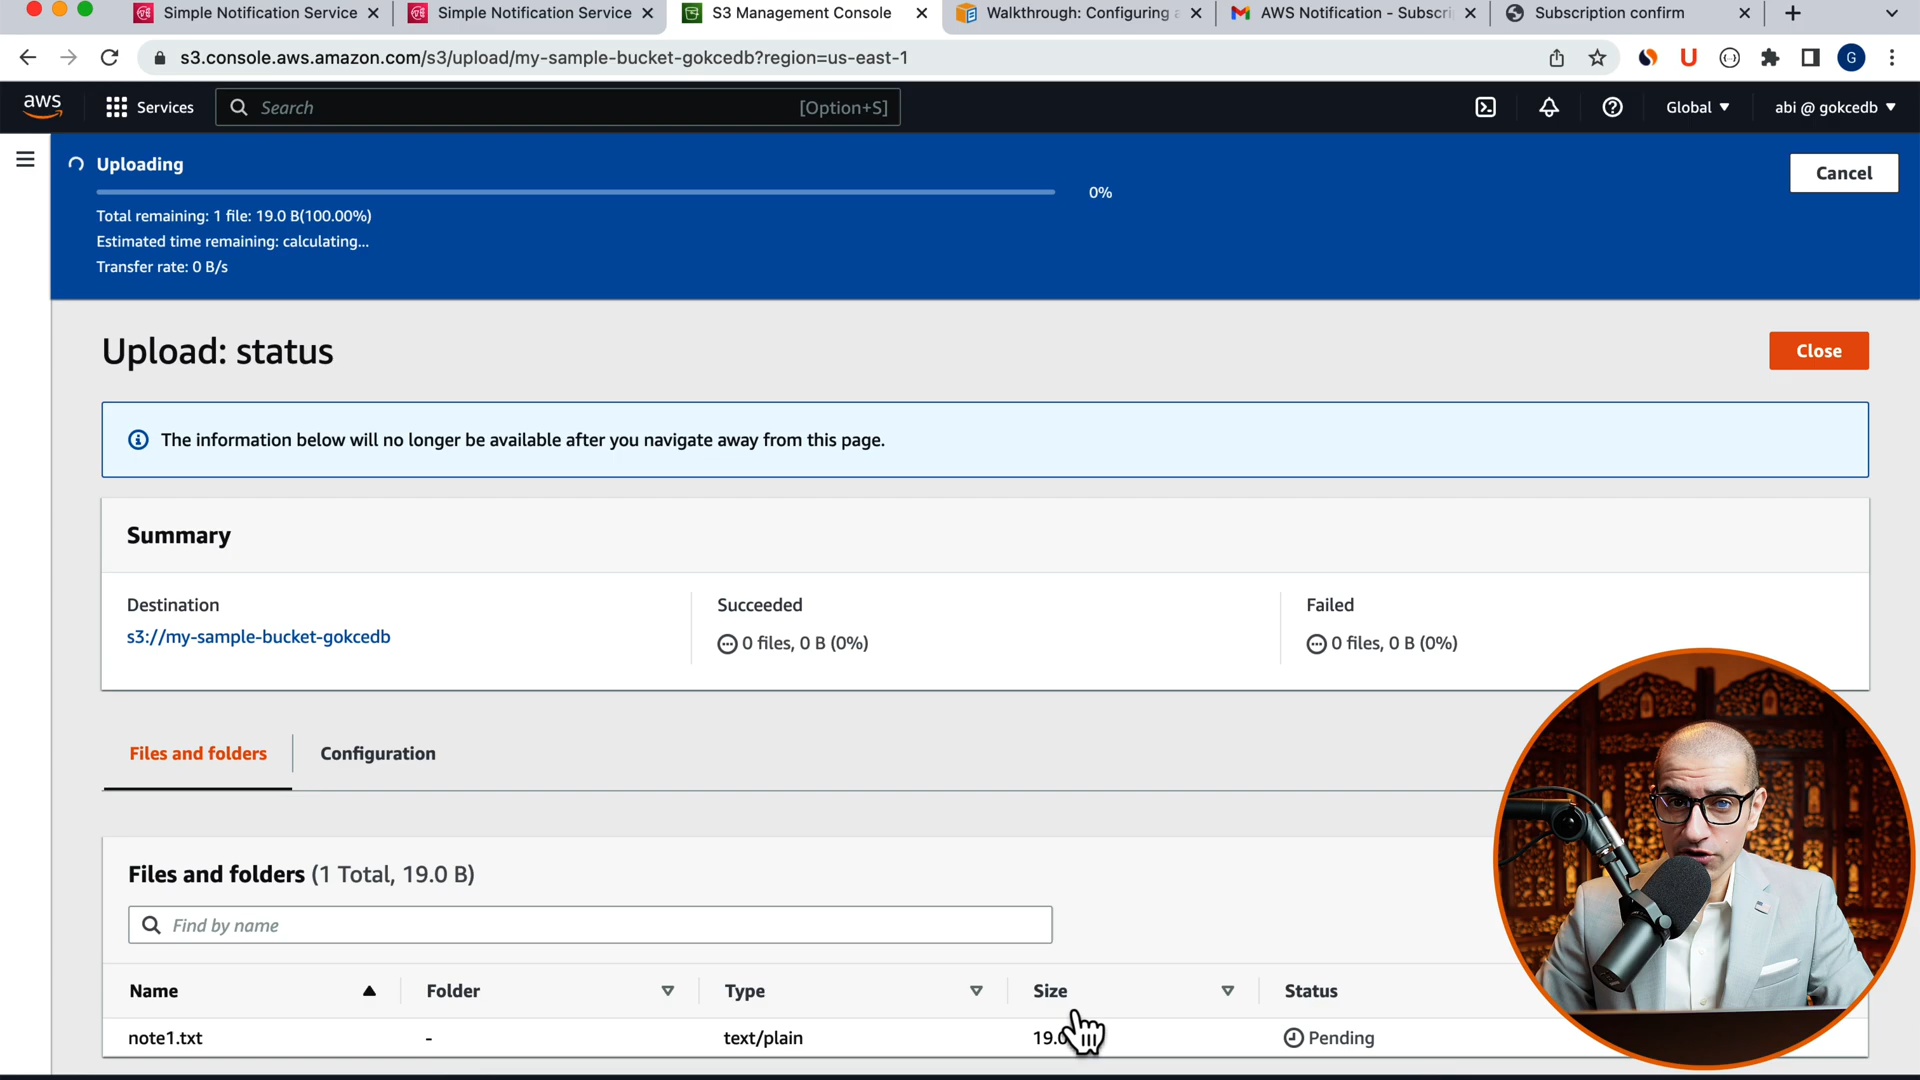 Simple Notification Service
Simple Notification Service
S3 Management Console
Walkthrough: Configuring a
AWS Notification - Subscri
Subscription confirm
s3.console.aws.amazon.com/s3/upload/my-sample-bucket-gokcedb?region=us-east-1
U
G
aws
Services
Search
[Option+S]
Global
abi @ gokcedb
Uploading
0%
Cancel
Total remaining: 1 file: 19.0 B(100.00%)
Estimated time remaining: calculating...
Transfer rate: 0 B/s
Upload: status
Close
The information below will no longer be available after you navigate away from this page.
Summary
Destination
Succeeded
Failed
s3://my-sample-bucket-gokcedb
0 files, 0 B (0%)
0 files, 0 B (0%)
Files and folders
Configuration
Files and folders (1 Total, 19.0 B)
Find by name
Name
Folder
Type
Size
Status
note1.txt
-
text/plain
19.0
Pending